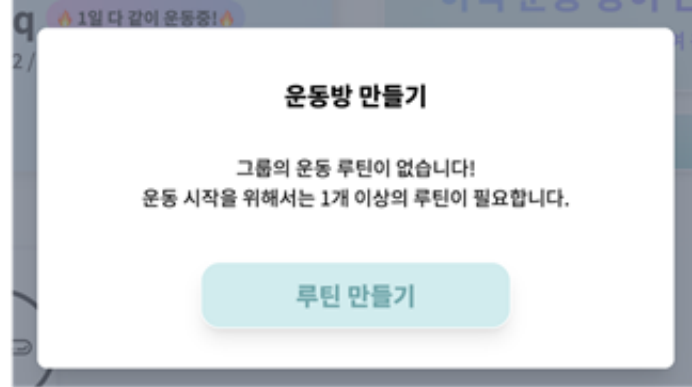 q
🔥 1일 다 같이 운동중!🔥
2 /
운동방 만들기
그룹의 운동 루틴이 없습니다!
운동 시작을 위해서는 1개 이상의 루틴이 필요합니다.
루틴 만들기